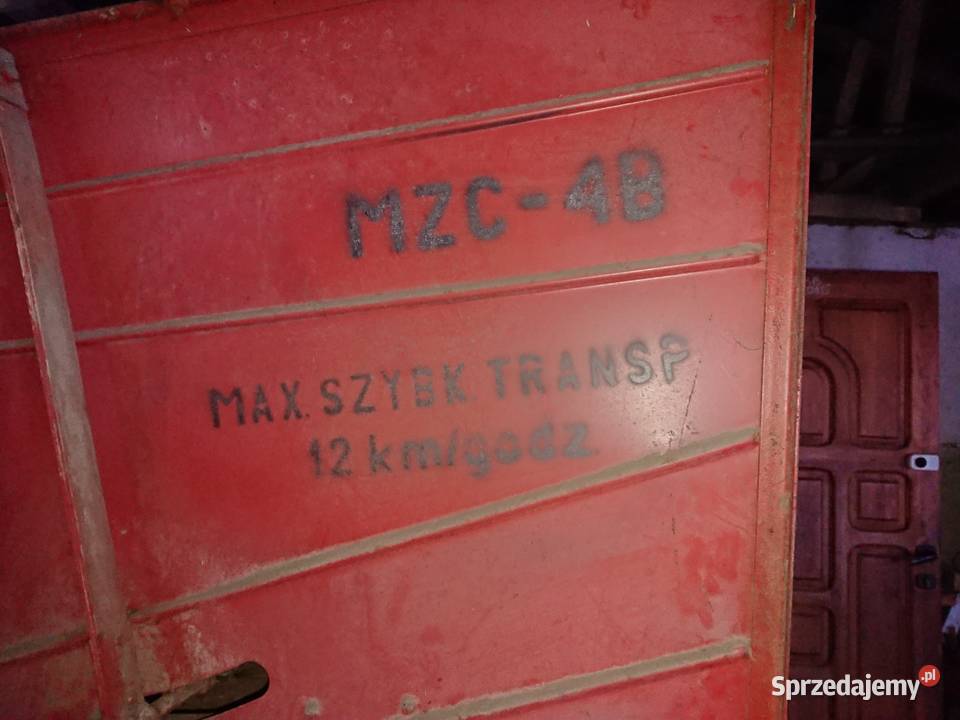 MZC-4B
MAX. SZYBK. TRANSP
12 km/godz.
Sprzedajemy.pl